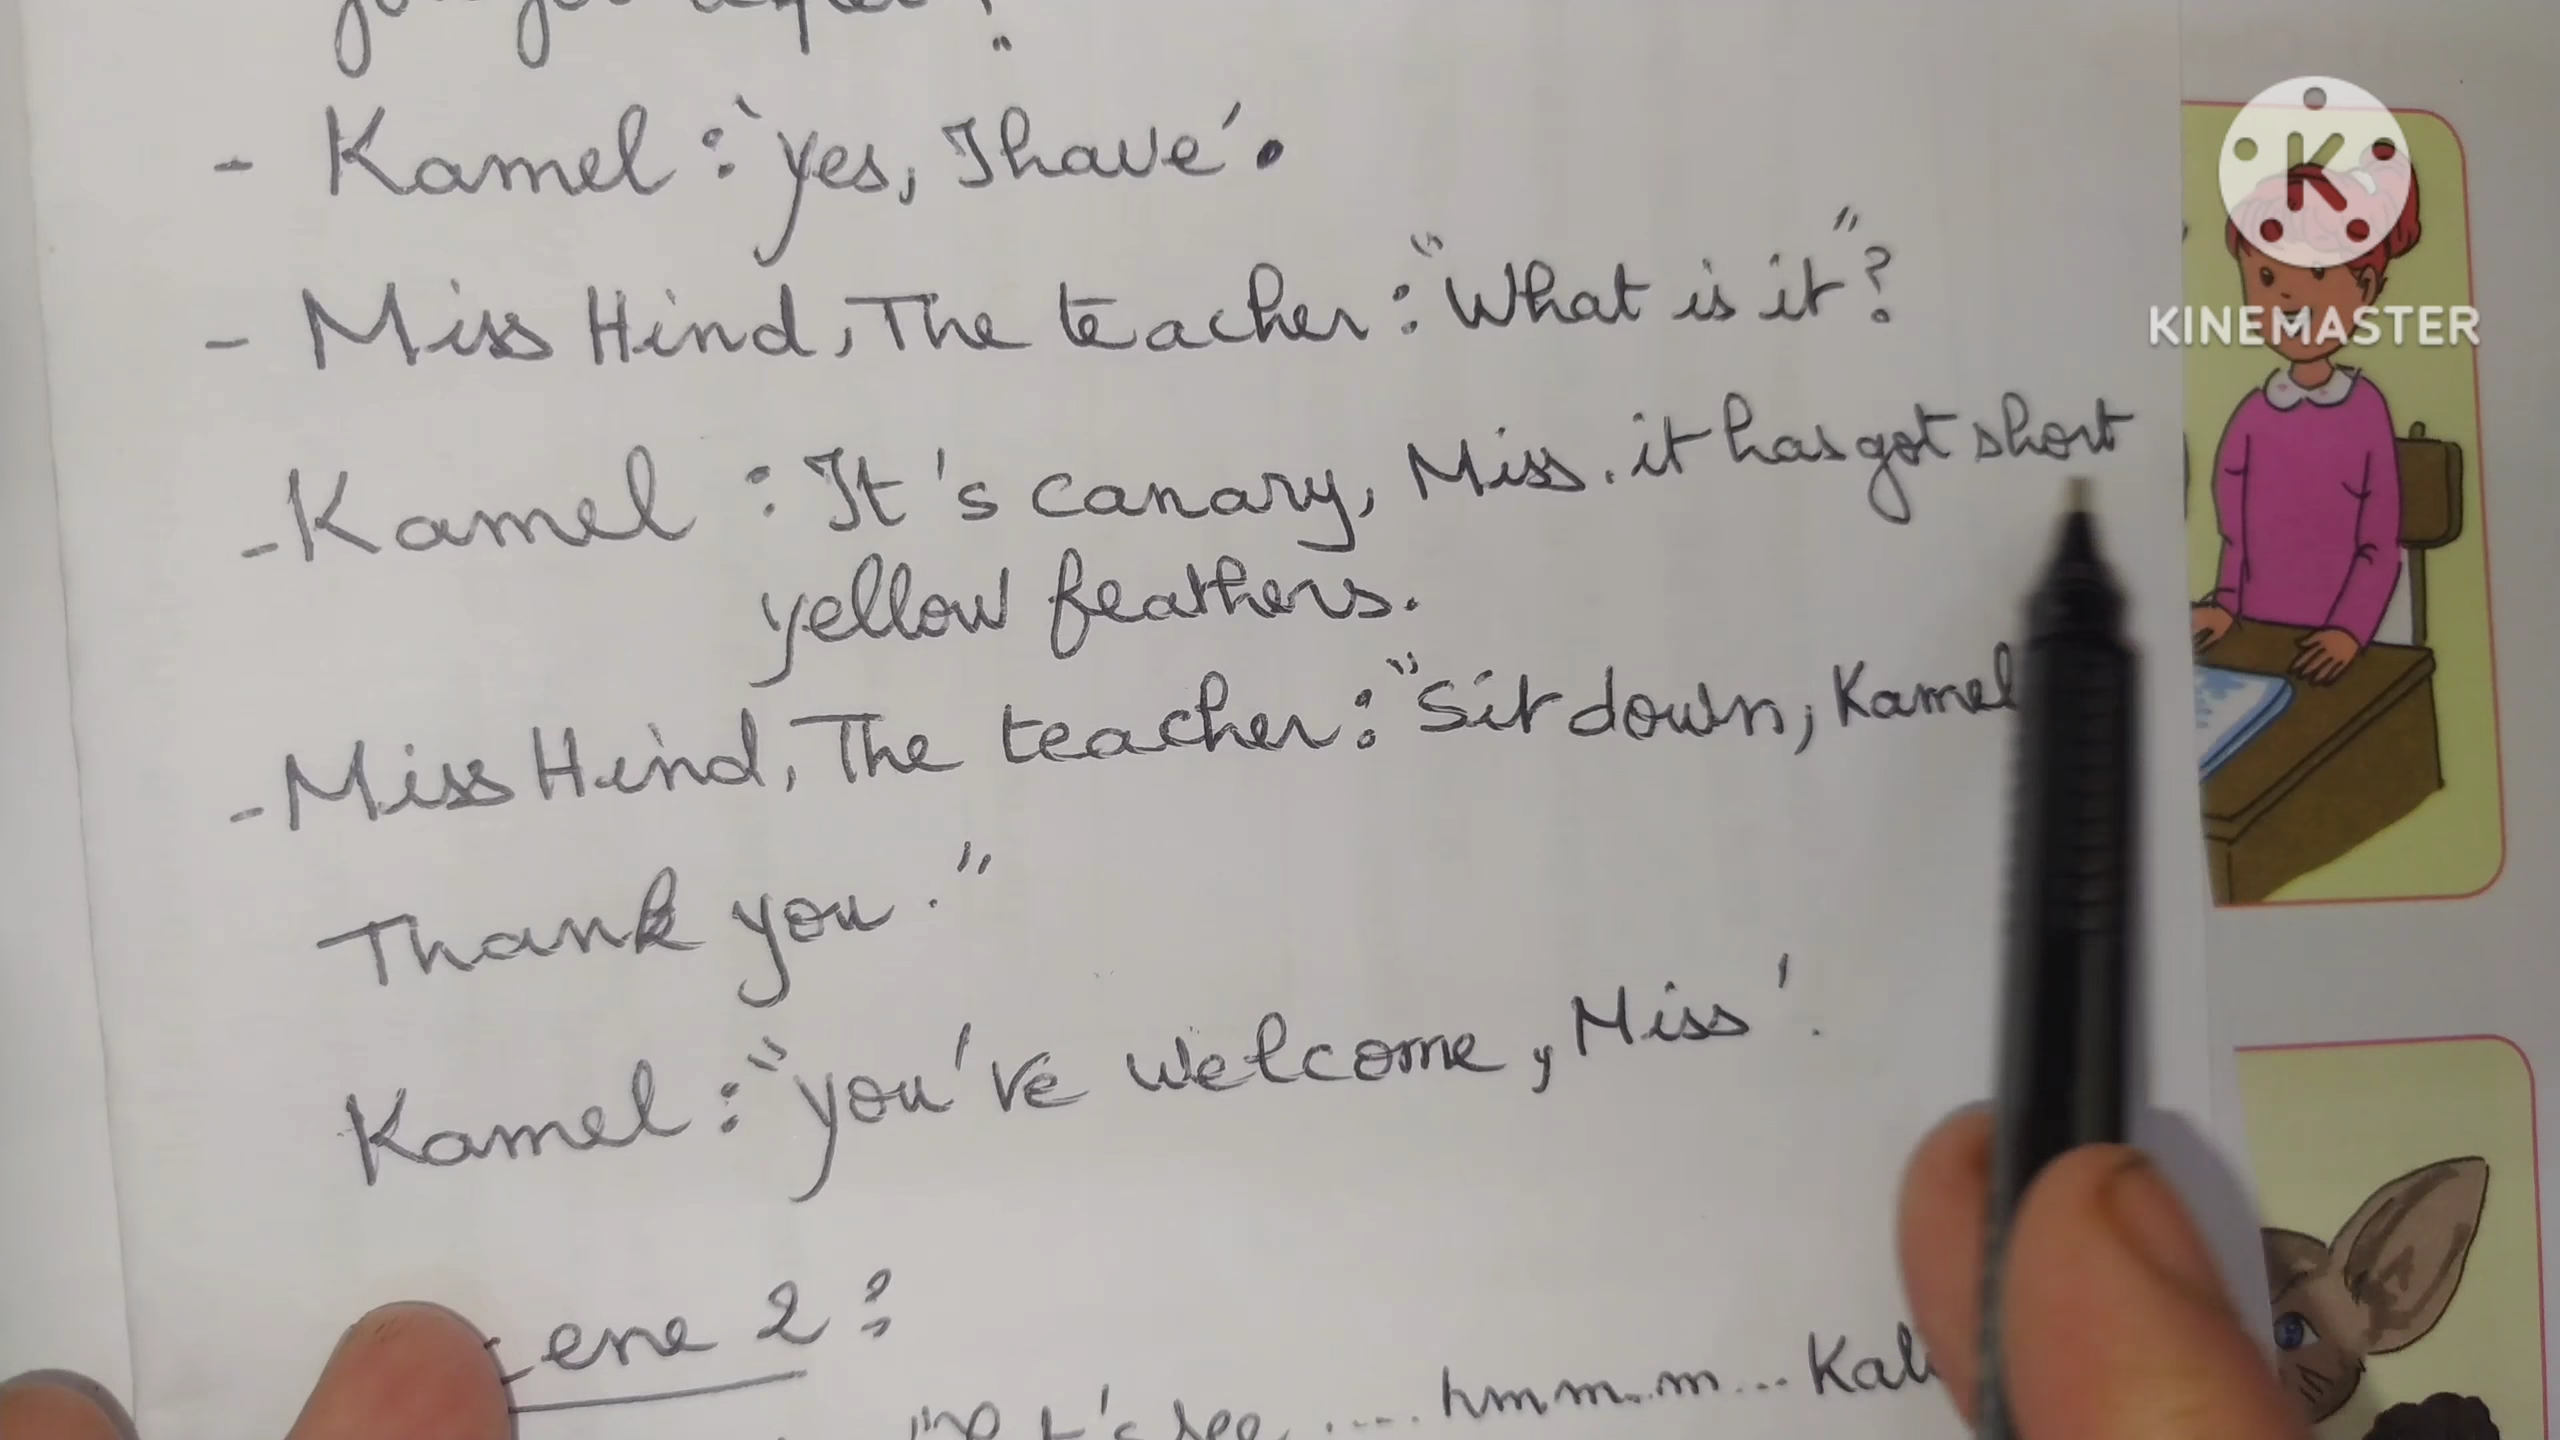 - Kamel : "yes, I have'.
- Miss Hind, The teacher : "What is it"?
- Kamel : It's canary, Miss. it has got short
yellow feathers.
- Miss Hind, The teacher : "Sit down, Kamel
Thank you."
Kamel : "you've welcome, Miss'.
ene 2 :
hmm..m...
KINEMASTER